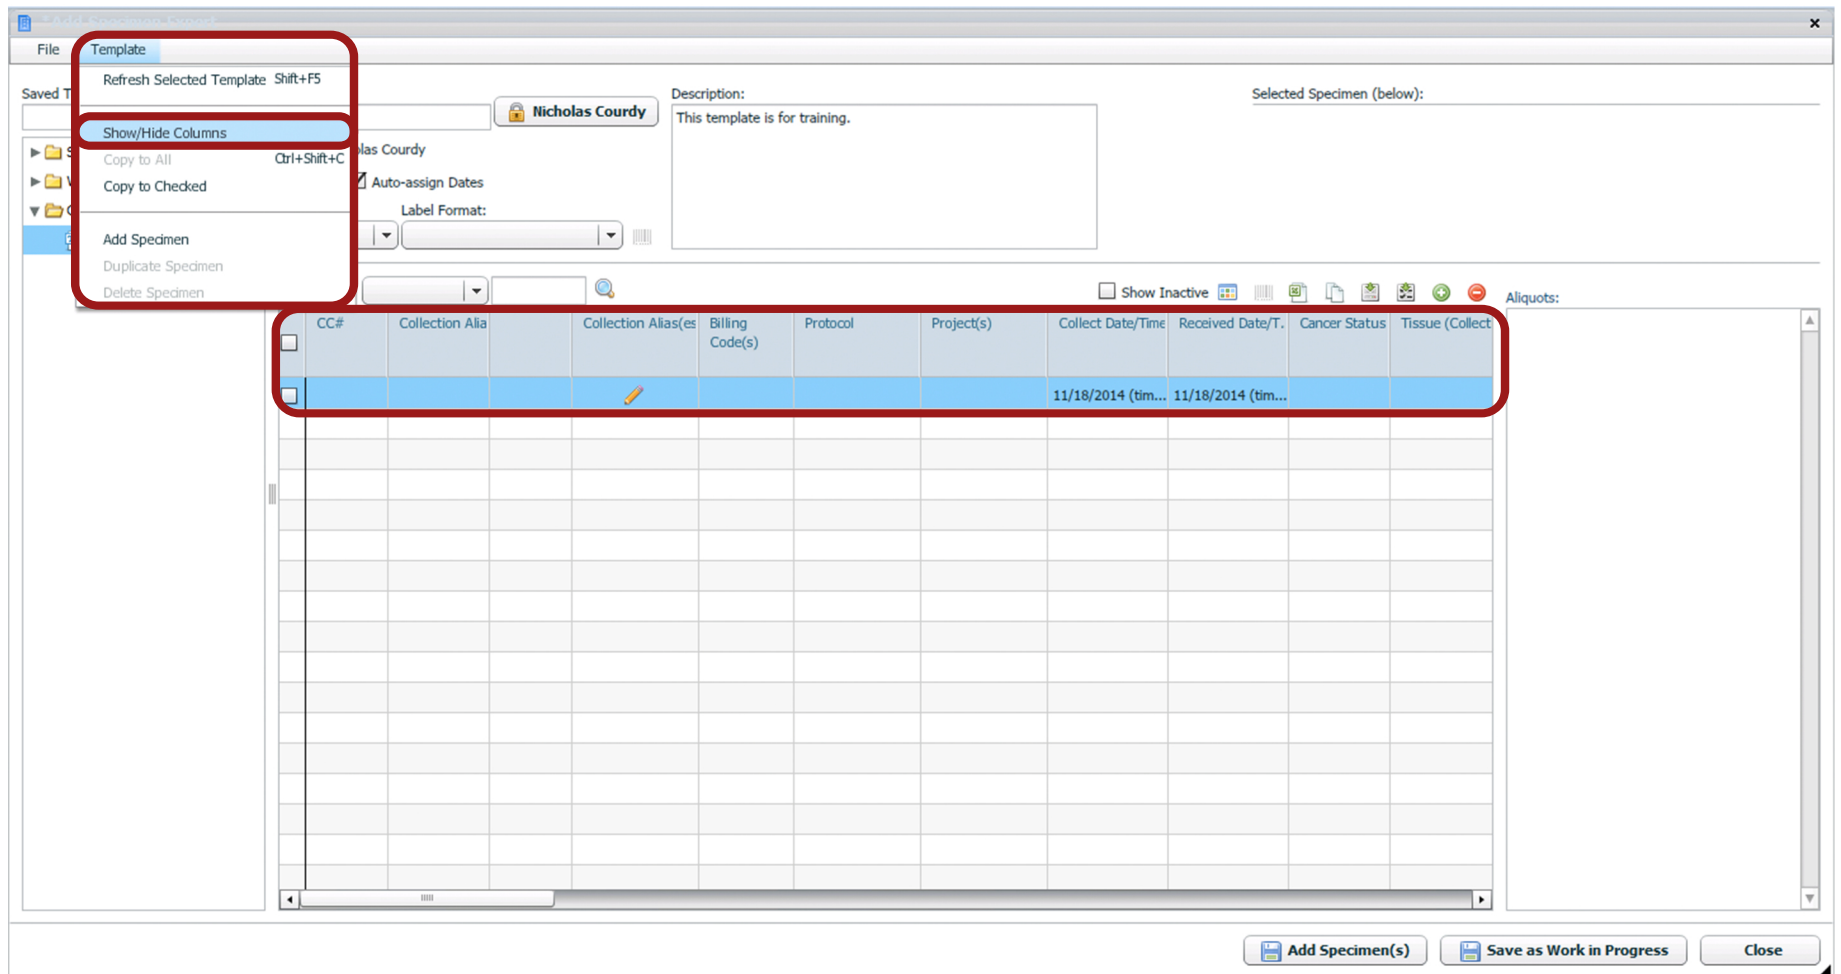 Add Specimen Expert
File
Template
Refresh Selected Template Shift+F5
Show/Hide Columns
Copy to All Ctrl+Shift+C
Copy to Checked
Add Specimen
Duplicate Specimen
Delete Specimen
Saved T
Nicholas Courdy
las Courdy
Auto-assign Dates
Label Format:
Description:
This template is for training.
Selected Specimen (below):
Show Inactive
Aliquots:
CC#
Collection Alia
Collection Alias(es
Billing
Code(s)
Protocol
Project(s)
Collect Date/Time
Received Date/T.
Cancer Status
Tissue (Collect
11/18/2014 (tim...
11/18/2014 (tim...
Add Specimen(s)
Save as Work in Progress
Close